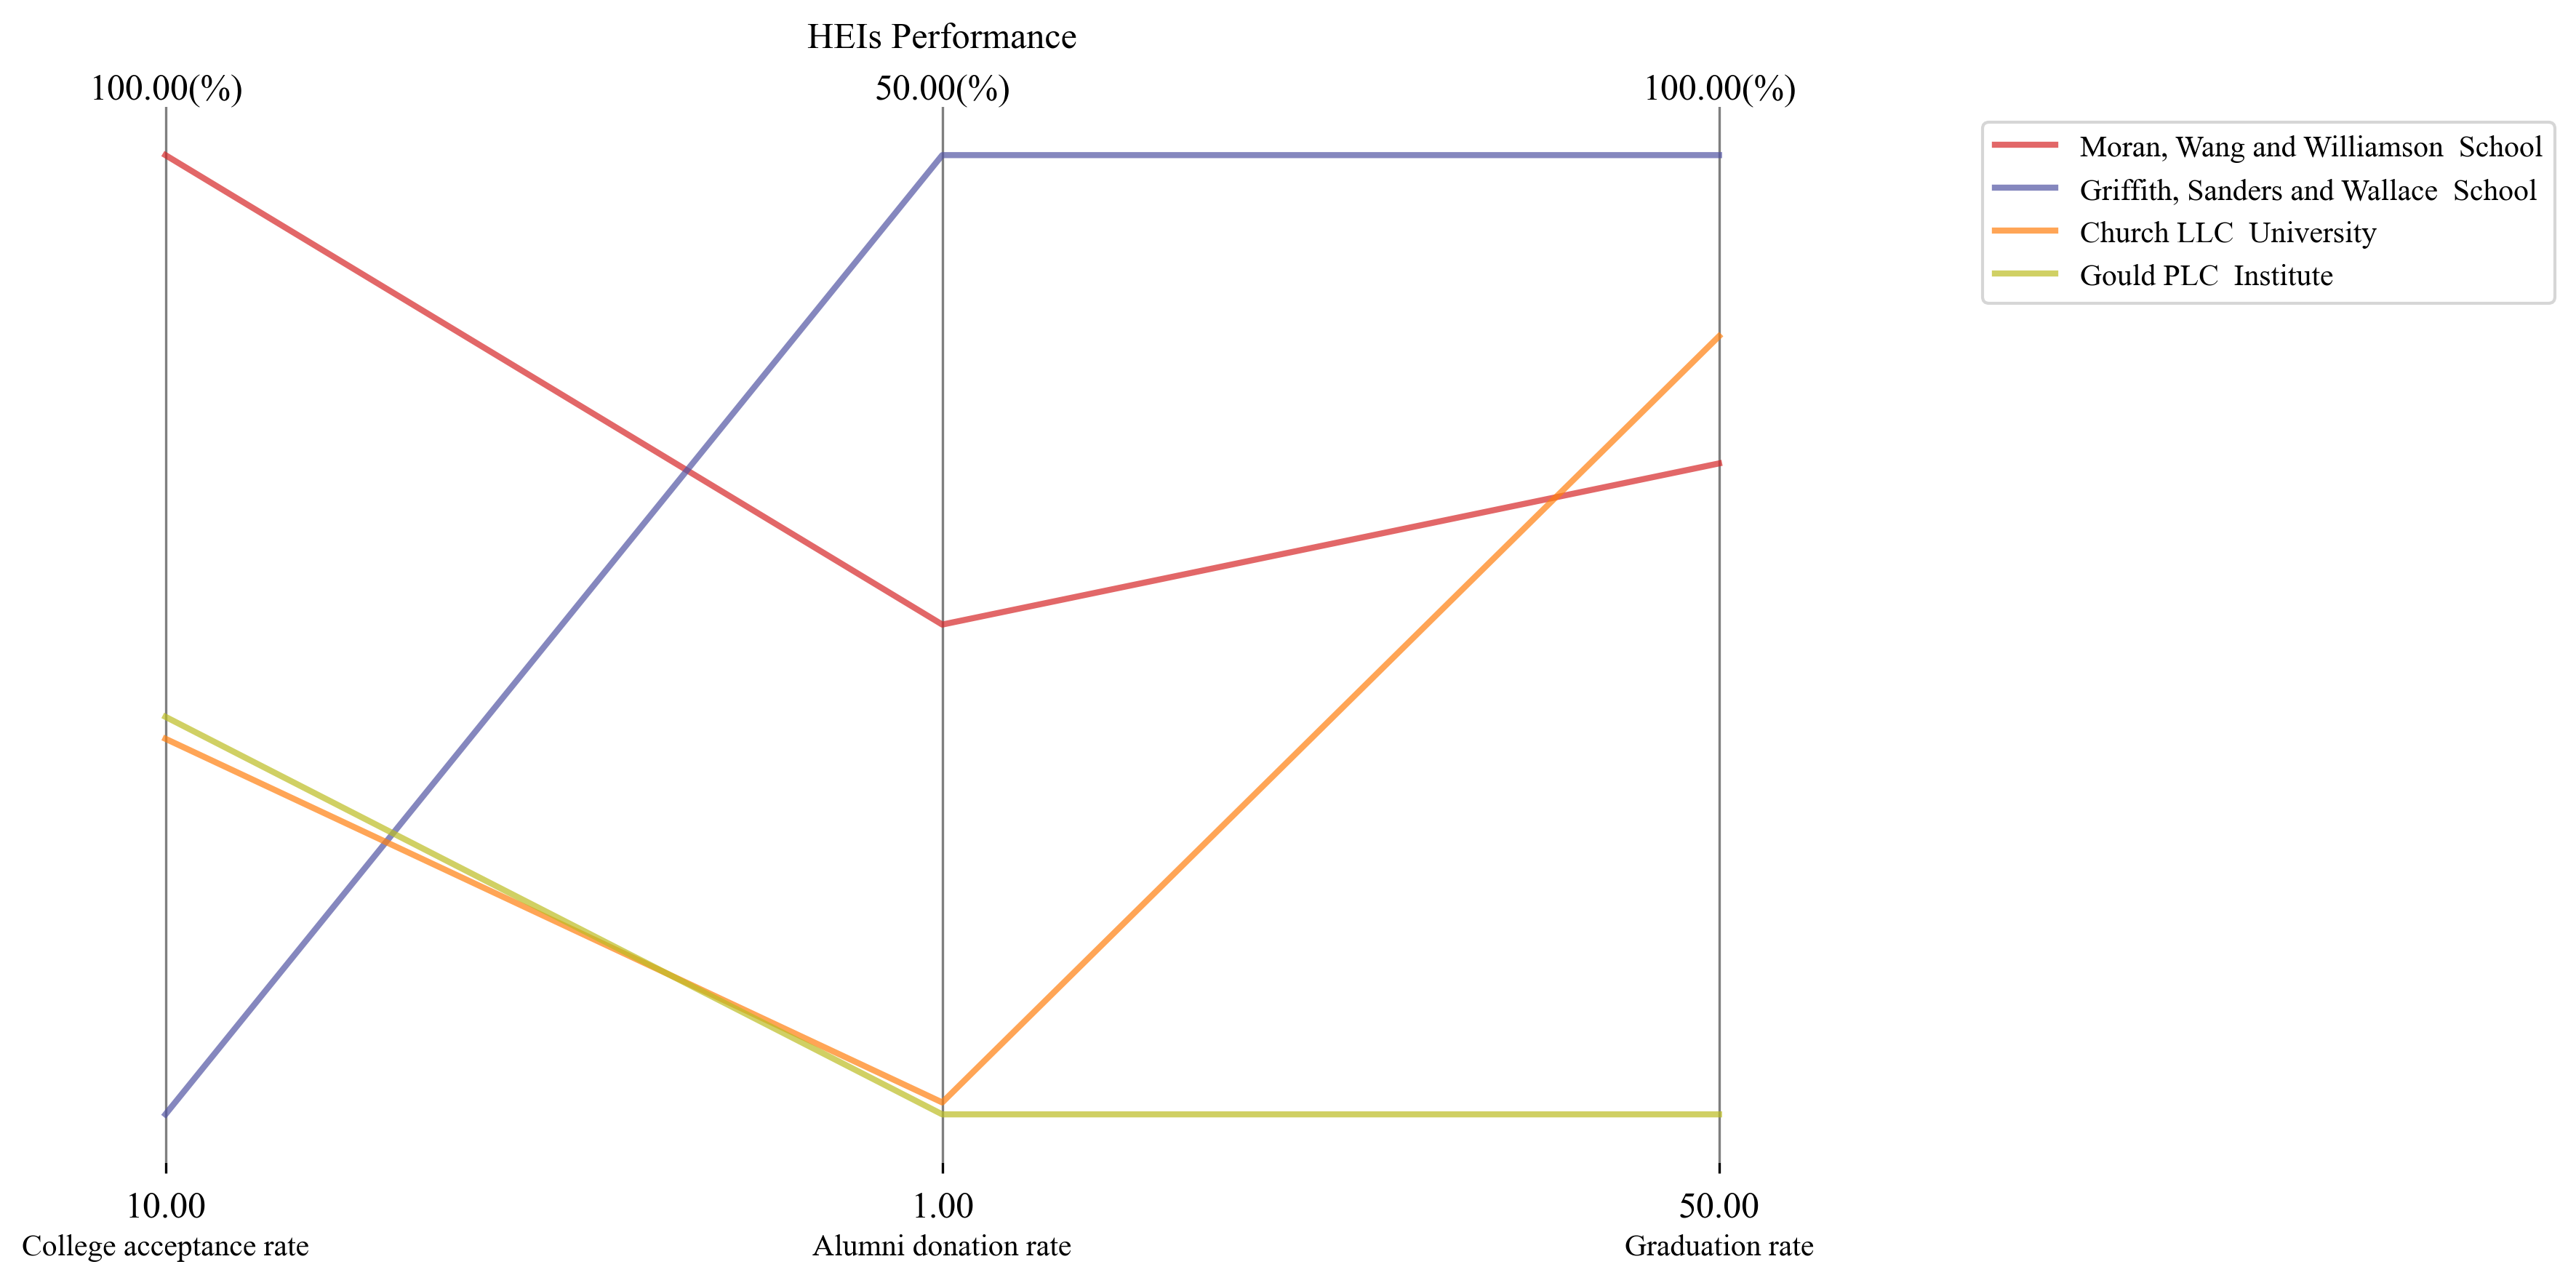 HEIs Performance
100.00(%)
50.00(%)
100.00(%)
Moran, Wang and Williamson  School
Griffith, Sanders and Wallace  School
Church LLC  University
Gould PLC  Institute
10.00
1.00
50.00
College acceptance rate
Alumni donation rate
Graduation rate